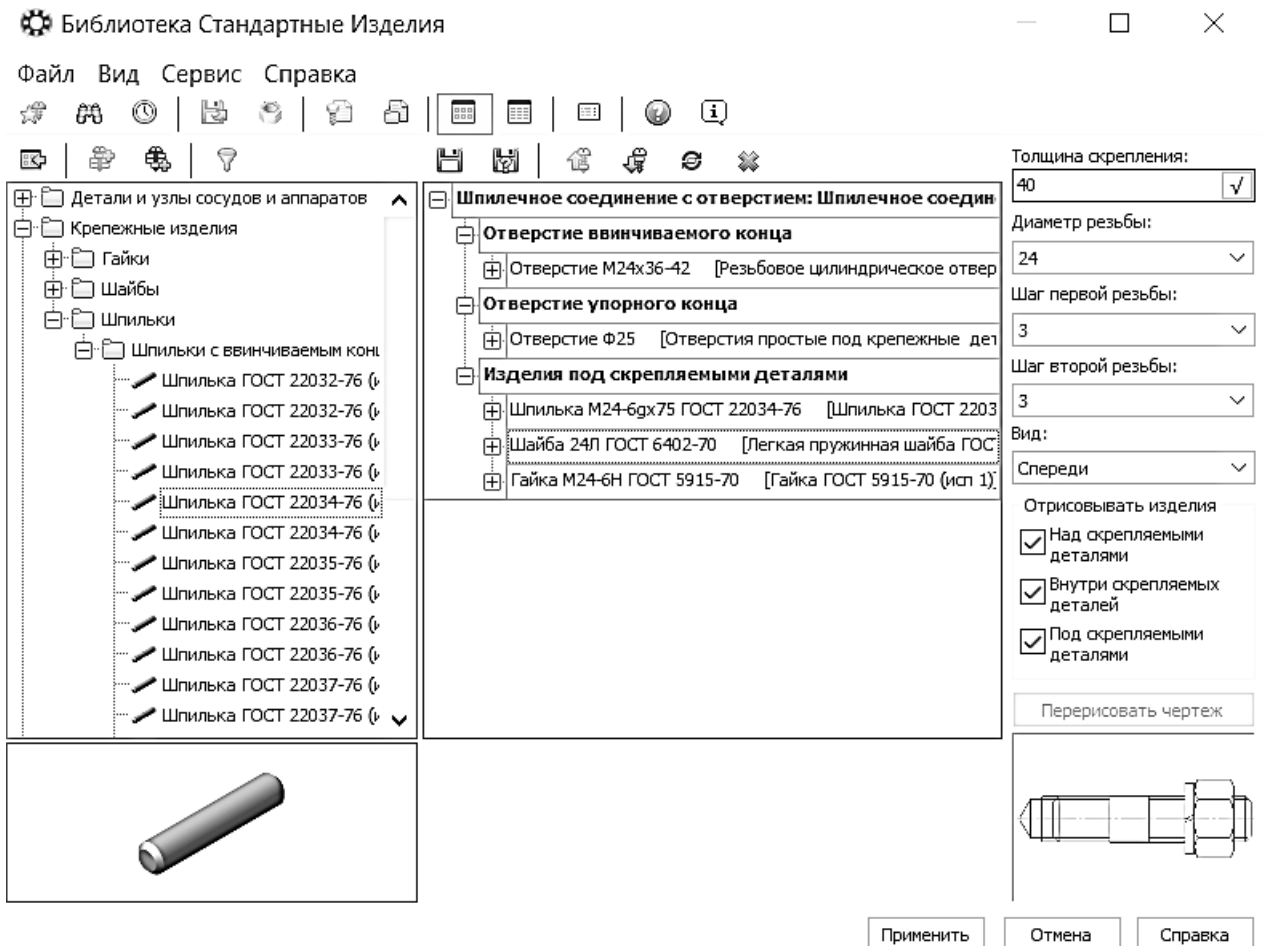 Библиотека Стандартные Изделия
Файл Вид Сервис Справка
Детали и узлы сосудов и аппаратов
Крепежные изделия
Гайки
Шайбы
Шпильки
Шпильки с ввинчиваемым конц
Шпилька ГОСТ 22032-76 (и
Шпилька ГОСТ 22032-76 (и
Шпилька ГОСТ 22033-76 (и
Шпилька ГОСТ 22033-76 (и
Шпилька ГОСТ 22034-76 (и
Шпилька ГОСТ 22034-76 (и
Шпилька ГОСТ 22035-76 (и
Шпилька ГОСТ 22035-76 (и
Шпилька ГОСТ 22036-76 (и
Шпилька ГОСТ 22036-76 (и
Шпилька ГОСТ 22037-76 (и
Шпилька ГОСТ 22037-76 (и
Шпилечное соединение с отверстием: Шпилечное соедин
Отверстие ввинчиваемого конца
Отверстие М24х36-42 [Резьбовое цилиндрическое отвер
Отверстие упорного конца
Отверстие Ф25 [Отверстия простые под крепежные дет
Изделия под скрепляемыми деталями
Шпилька М24-6gx75 ГОСТ 22034-76 [Шпилька ГОСТ 2203
Шайба 24Л ГОСТ 6402-70 [Легкая пружинная шайба ГОС
Гайка М24-6Н ГОСТ 5915-70 [Гайка ГОСТ 5915-70 (исп 1)]
Толщина скрепления:
40
Диаметр резьбы:
24
Шаг первой резьбы:
3
Шаг второй резьбы:
3
Вид:
Спереди
Отрисовывать изделия
Над скрепляемыми
деталями
Внутри скрепляемых
деталей
Под скрепляемыми
деталями
Перерисовать чертеж
Применить Отмена Справка